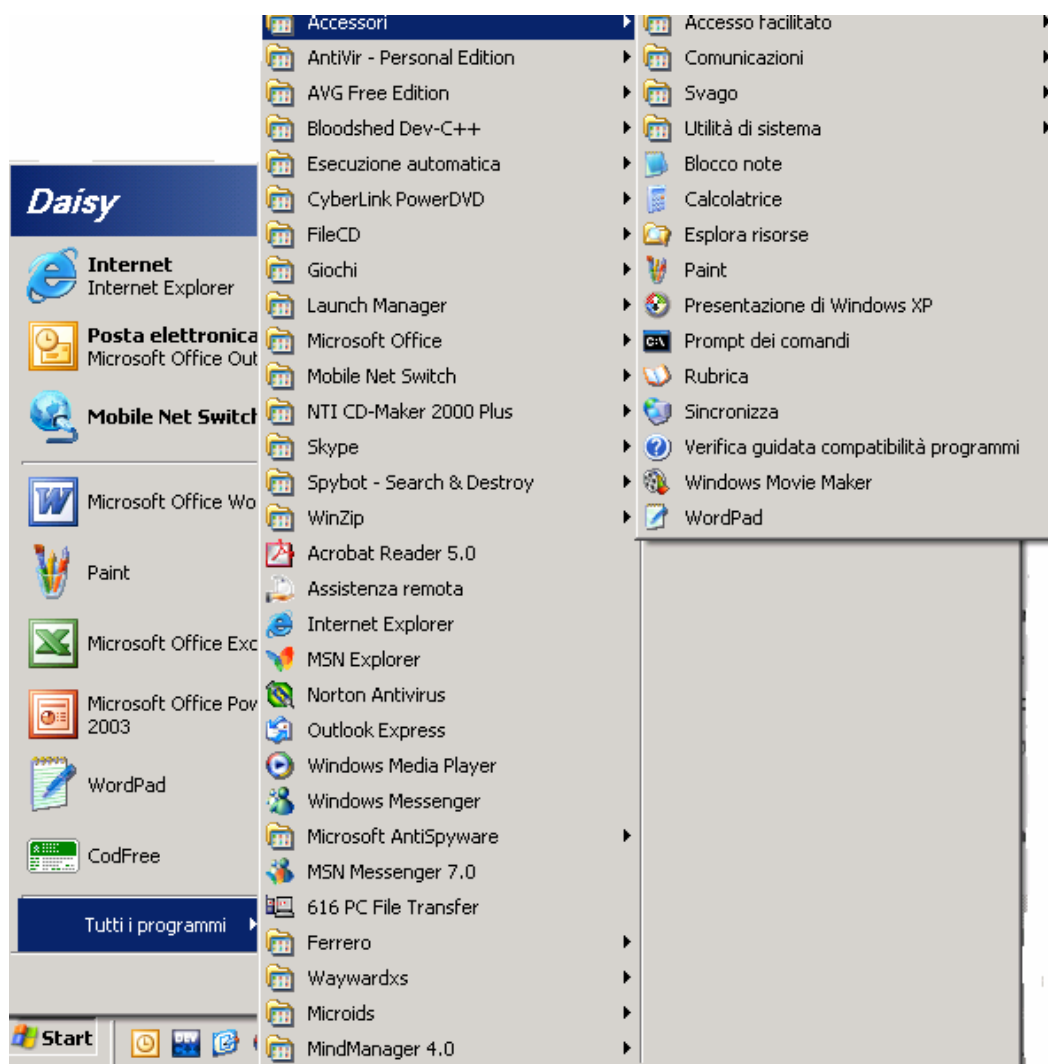 Daisy
Internet
Internet Explorer
Posta elettronica
Microsoft Office Out
Mobile Net Switch
Microsoft Office Wo
Paint
Microsoft Office Exc
Microsoft Office Pow
2003
WordPad
CodFree
Tutti i programmi
Start
Accessori
AntiVir - Personal Edition
AVG Free Edition
Bloodshed Dev-C++
Esecuzione automatica
CyberLink PowerDVD
FileCD
Giochi
Launch Manager
Microsoft Office
Mobile Net Switch
NTI CD-Maker 2000 Plus
Skype
Spybot - Search & Destroy
WinZip
Acrobat Reader 5.0
Assistenza remota
Internet Explorer
MSN Explorer
Norton Antivirus
Outlook Express
Windows Media Player
Windows Messenger
Microsoft AntiSpyware
MSN Messenger 7.0
616 PC File Transfer
Ferrero
Waywardxs
Microids
MindManager 4.0
Accesso facilitato
Comunicazioni
Svago
Utilità di sistema
Blocco note
Calcolatrice
Esplora risorse
Paint
Presentazione di Windows XP
Prompt dei comandi
Rubrica
Sincronizza
Verifica guidata compatibilità programmi
Windows Movie Maker
WordPad